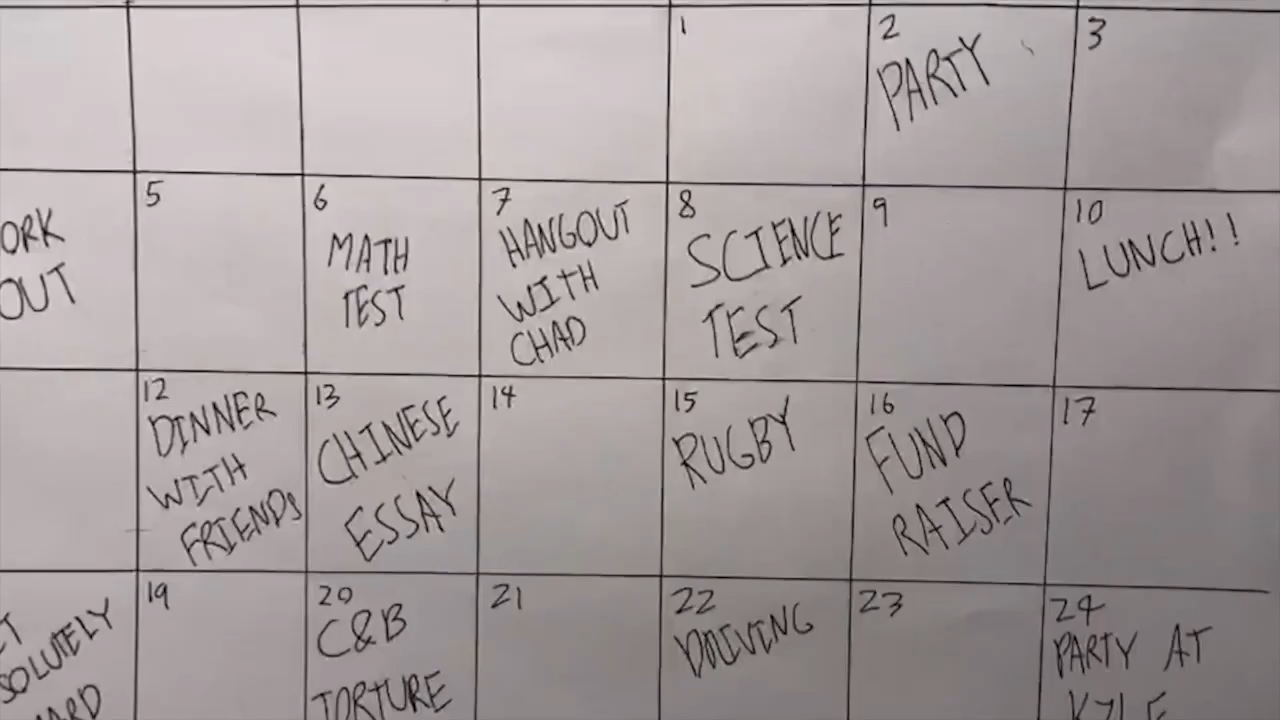 1
2
PARTY
3
ORK
OUT
5
6
MATH
TEST
7
HANGOUT
WITH
CHAD
8
SCIENCE
TEST
9
10
LUNCH!!
12
DINNER
WITH
FRIENDS
13
CHINESE
ESSAY
14
15
RUGBY
16
FUND
RAISER
17
SOLUTELY
19
20
C&B
TORTURE
21
22
DRIVING
23
24
PARTY AT
KYLE